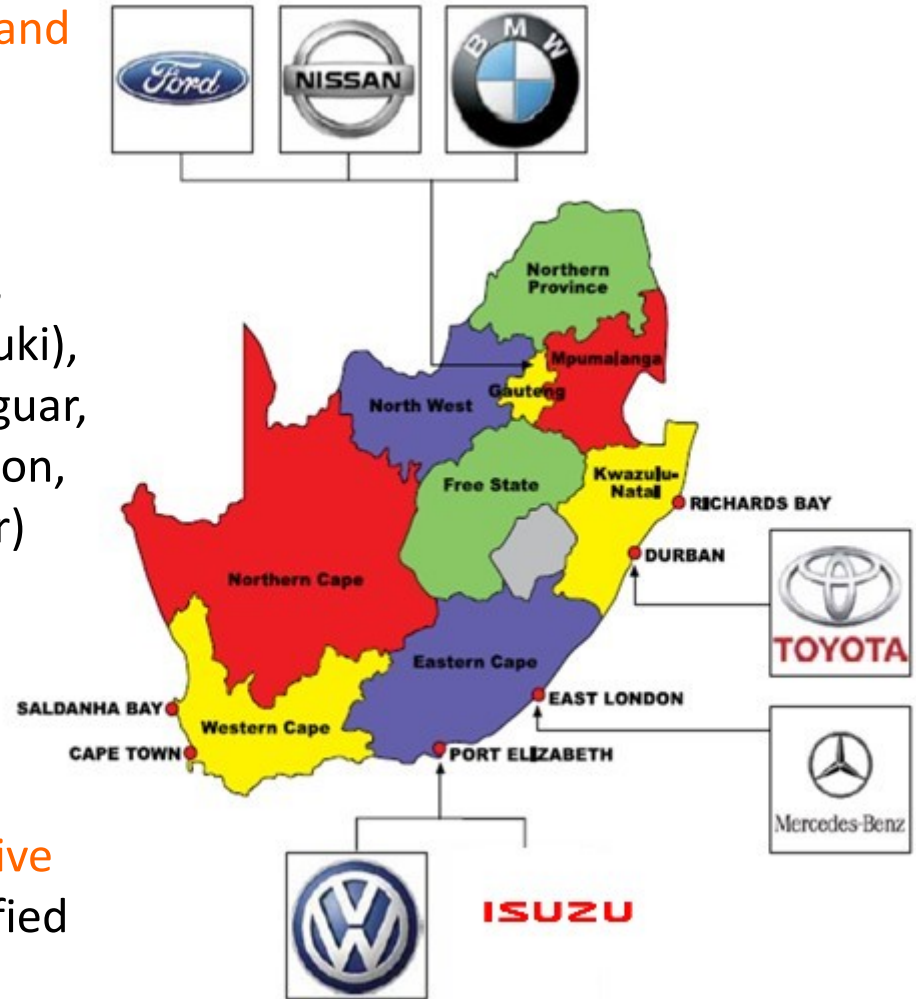 and
uki),
guar,
on,
r)
ive
fied
Ford
NISSAN
BMW
Northern
Province
Mpumalanga
Gauteng
North West
Free State
Kwazulu-
Natal
RICHARDS BAY
DURBAN
TOYOTA
Northern Cape
Eastern Cape
EAST LONDON
SALDANHA BAY
Western Cape
CAPE TOWN
PORT ELIZABETH
Mercedes-Benz
VW
ISUZU